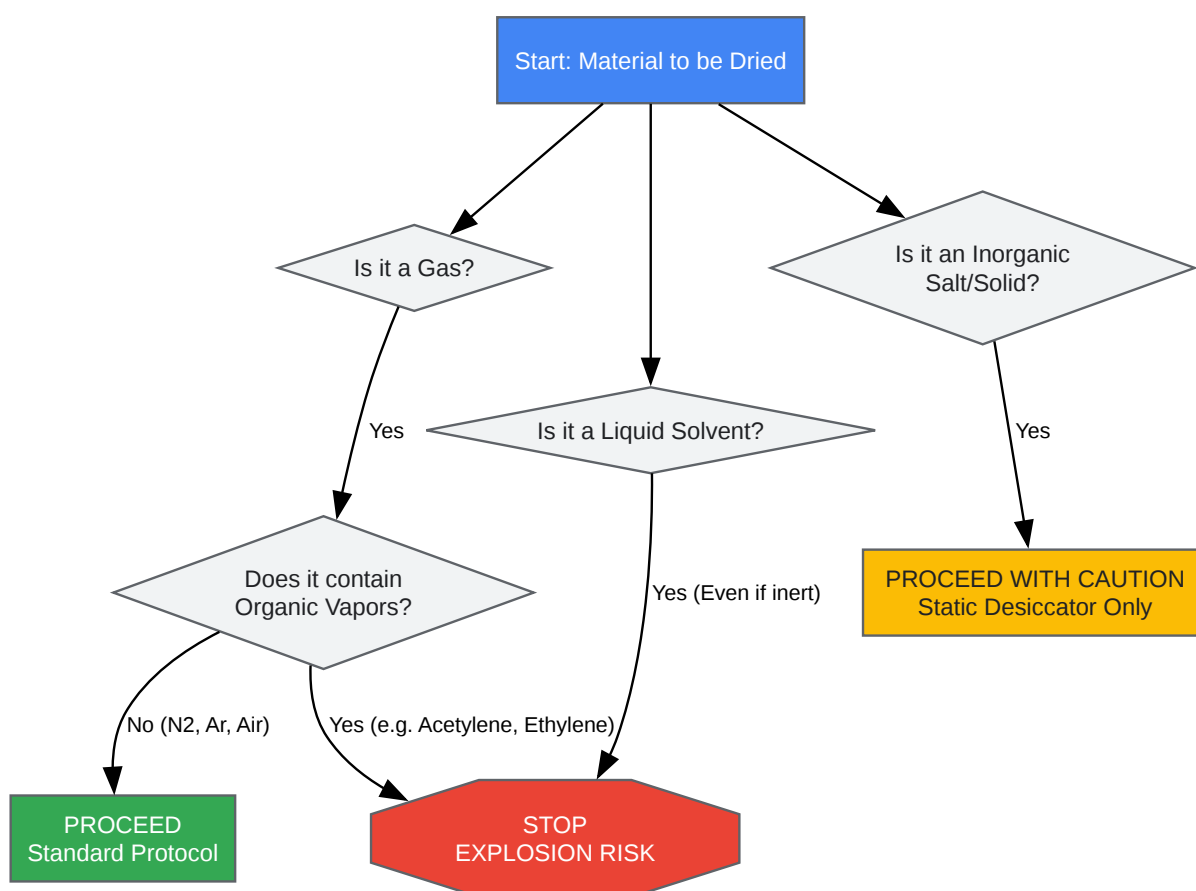 Start: Material to be Dried
Is it a Gas?
Is it an Inorganic
Salt/Solid?
Yes
Is it a Liquid Solvent?
Yes
Does it contain
Organic Vapors?
Yes (Even if inert)
PROCEED WITH CAUTION
Static Desiccator Only
No (N2, Ar, Air)
Yes (e.g. Acetylene, Ethylene)
PROCEED
Standard Protocol
STOP
EXPLOSION RISK